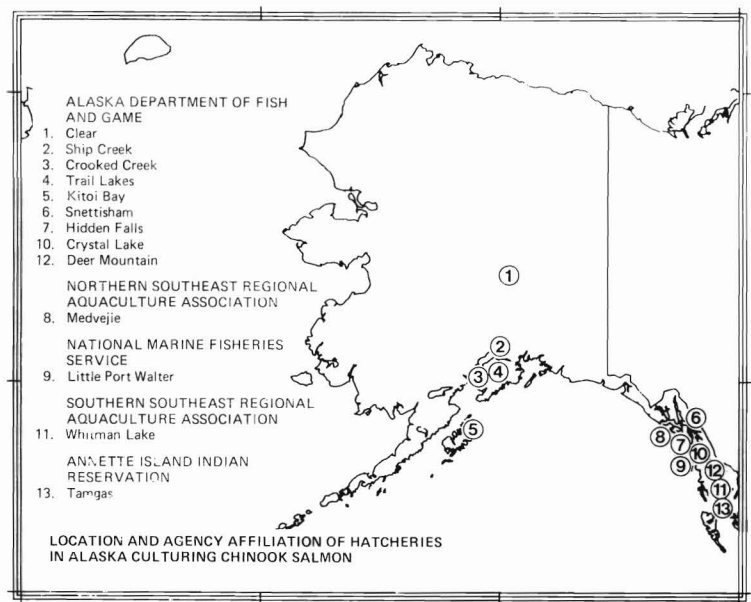 ALASKA DEPARTMENT OF FISH
AND GAME
1. Clear
2. Ship Creek
3. Crooked Creek
4. Trail Lakes
5. Kitoi Bay
6. Snettisham
7. Hidden Falls
10. Crystal Lake
12. Deer Mountain
NORTHERN SOUTHEAST REGIONAL
AQUACULTURE ASSOCIATION
8. Medvejie
NATIONAL MARINE FISHERIES
SERVICE
9. Little Port Walter
SOUTHERN SOUTHEAST REGIONAL
AQUACULTURE ASSOCIATION
11. Whitman Lake
ANNETTE ISLAND INDIAN
RESERVATION
13. Tamgas
1
2
3 4
5
6
8 7
10
9
12
11
13
LOCATION AND AGENCY AFFILIATION OF HATCHERIES
IN ALASKA CULTURING CHINOOK SALMON